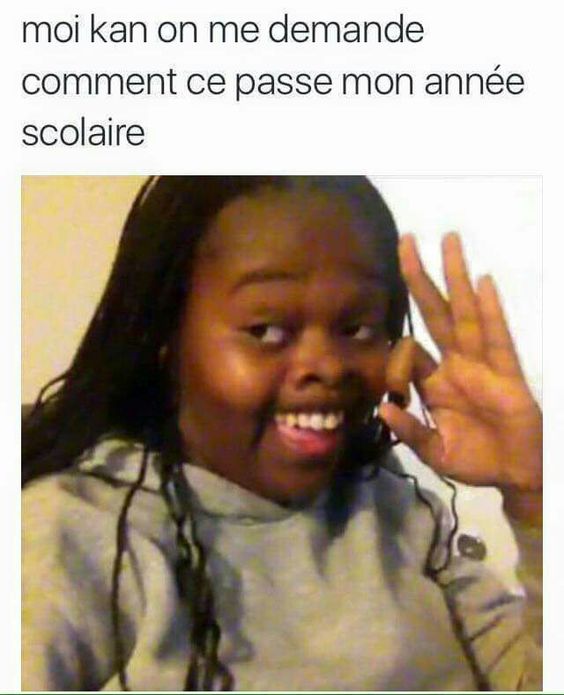 moi kan on me demande
comment ce passe mon année
scolaire